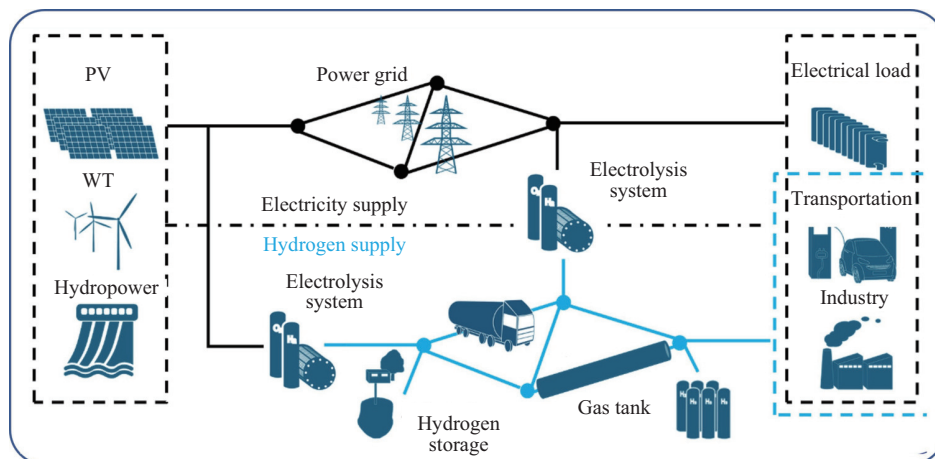 PV
Power grid
Electrical load
WT
Electrolysis
system
Transportation
Electricity supply
Hydrogen supply
Hydropower
Electrolysis
system
Industry
Gas tank
Hydrogen
storage